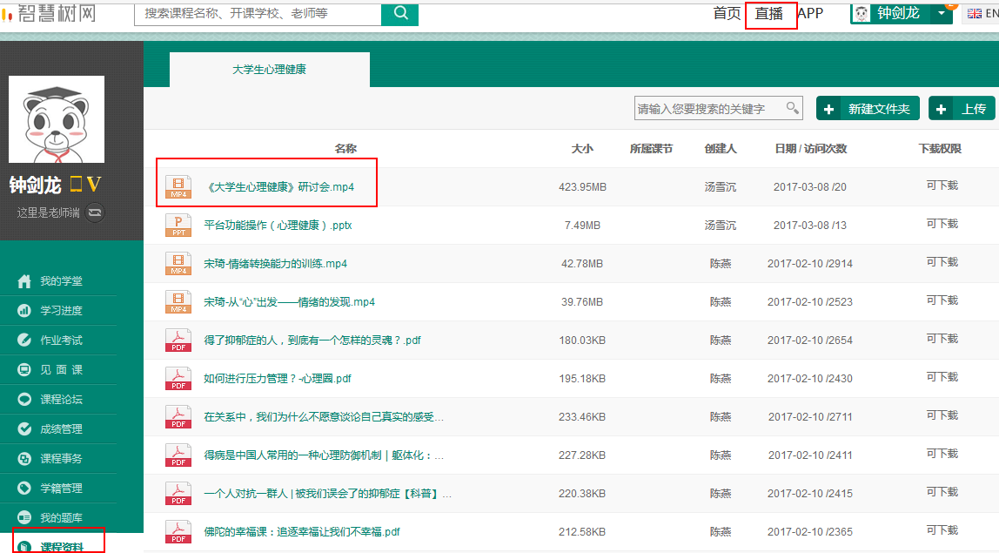 智慧树网
搜索课程名称、开课学校、老师等
首页 直播 APP 钟剑龙 EN
大学生心理健康
请输入您要搜索的关键字 新建文件夹 上传
钟剑龙 V
这里是老师端
我的学堂
学习进度
作业考试
见面课
课程论坛
成绩管理
课程事务
学籍管理
我的题库
课程资料
名称 大小 所属课节 创建人 日期 / 访问次数 下载权限
MP4 《大学生心理健康》研讨会.mp4 423.95MB 汤雪沉 2017-03-08 /20 可下载
P PPT 平台功能操作（心理健康）.pptx 7.49MB 汤雪沉 2017-03-08 /13 可下载
MP4 宋琦-情绪转换能力的训练.mp4 42.78MB 陈燕 2017-02-10 /2914 可下载
MP4 宋琦-从“心”出发——情绪的发现.mp4 39.76MB 陈燕 2017-02-10 /2523 可下载
PDF 得了抑郁症的人，到底有一个怎样的灵魂？.pdf 180.03KB 陈燕 2017-02-10 /2654 可下载
PDF 如何进行压力管理？-心理圈.pdf 195.18KB 陈燕 2017-02-10 /2430 可下载
PDF 在关系中，我们为什么不愿意谈论自己真实的感受... 233.46KB 陈燕 2017-02-10 /2711 可下载
PDF 得病是中国人常用的一种心理防御机制｜躯体化：... 227.28KB 陈燕 2017-02-10 /2411 可下载
PDF 一个人对抗一群人 | 被我们误会了的抑郁症【科普】... 220.38KB 陈燕 2017-02-10 /2415 可下载
PDF 佛陀的幸福课：追逐幸福让我们不幸福.pdf 212.58KB 陈燕 2017-02-10 /2365 可下载